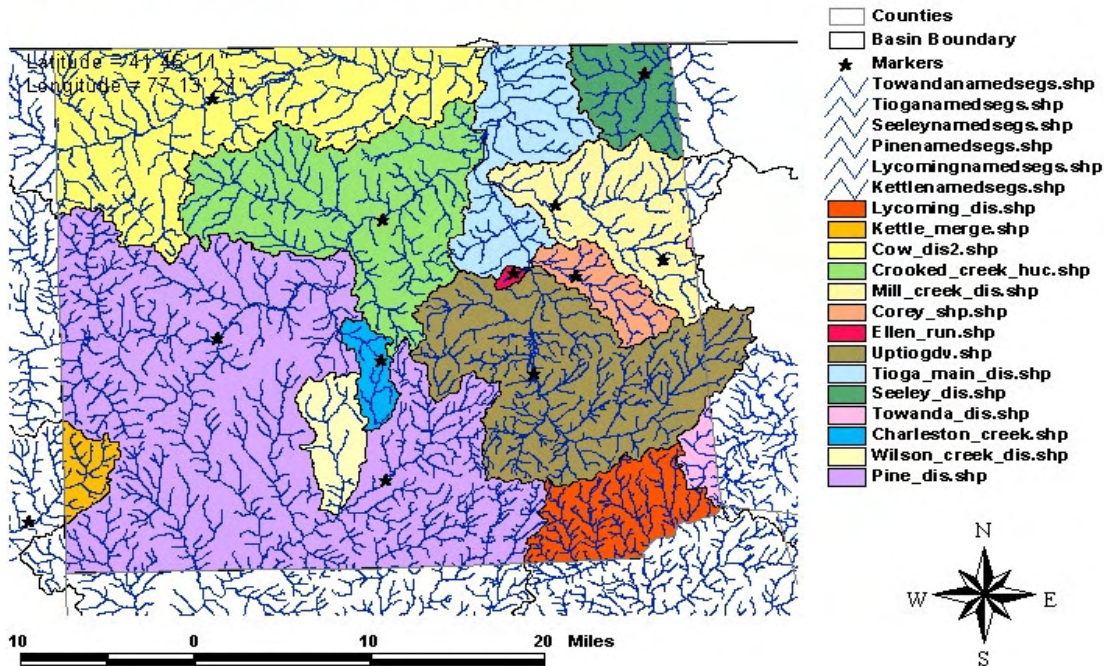 Latitude = 41 46' 11"
Longitude = 77 13' 27"
Counties
Basin Boundary
Markers
Towandanamedsegs.shp
Tioganamedsegs.shp
Seeleynamedsegs.shp
Pinenamedsegs.shp
Lycomingnamedsegs.shp
Kettlenamedsegs.shp
Lycoming_dis.shp
Kettle_merge.shp
Cow_dis2.shp
Crooked_creek_huc.shp
Mill_creek_dis.shp
Corey_shp.shp
Ellen_run.shp
Uptiogdv.shp
Tioga_main_dis.shp
Seeley_dis.shp
Towanda_dis.shp
Charleston_creek.shp
Wilson_creek_dis.shp
Pine_dis.shp
N
W E
S
10 0 10 20 Miles